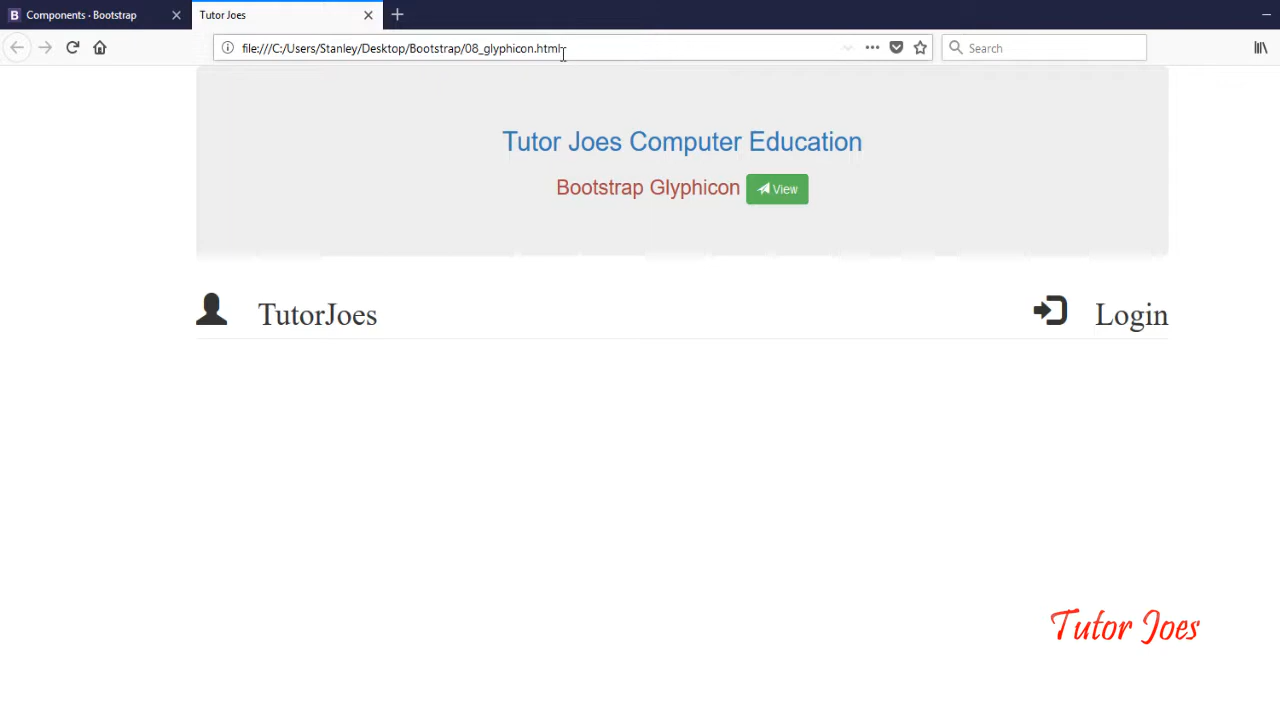 Components · Bootstrap
Tutor Joes
file:///C:/Users/Stanley/Desktop/Bootstrap/08_glyphicon.html
Search
Tutor Joes Computer Education
Bootstrap Glyphicon View
TutorJoes
Login
Tutor Joes